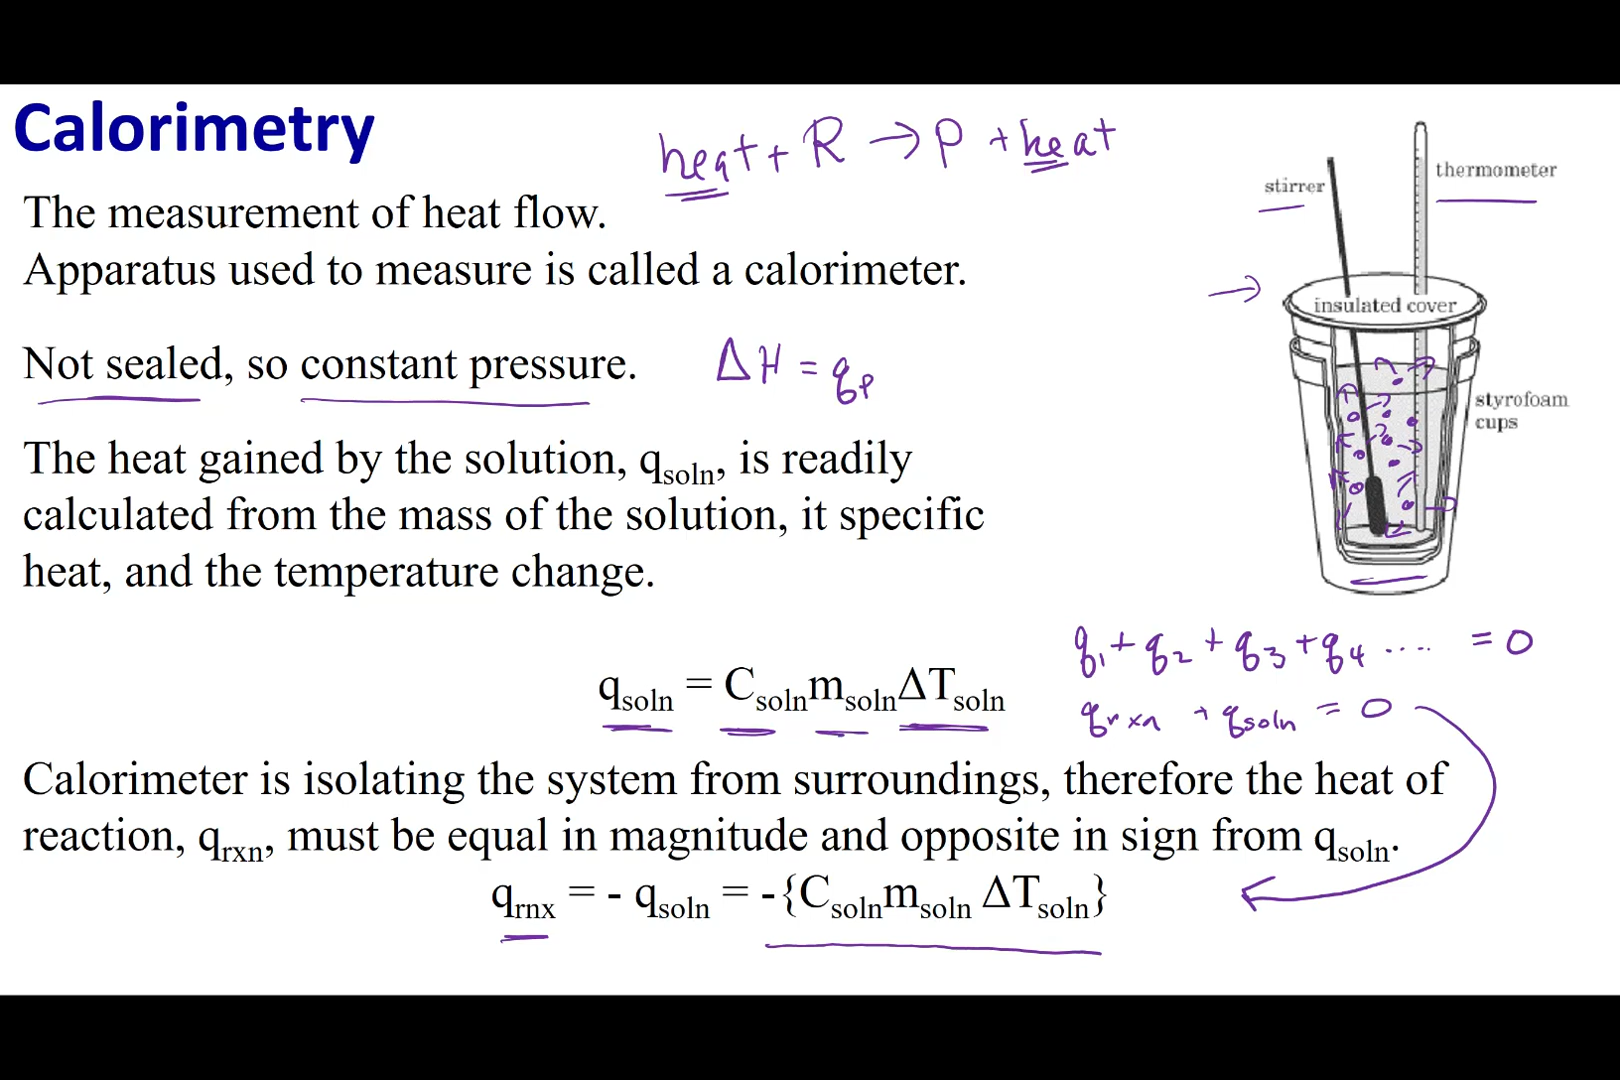 Calorimetry
heat + R → P + heat
The measurement of heat flow.
Apparatus used to measure is called a calorimeter.
Not sealed, so constant pressure.
ΔH = qP
The heat gained by the solution, qsoln, is readily
calculated from the mass of the solution, it specific
heat, and the temperature change.
stirrer
thermometer
insulated cover
styrofoam
cups
qsoln = CsolnmsolnΔTsoln
q1 + q2 + q3 + q4 .... = 0
qrxn + qsoln = 0
Calorimeter is isolating the system from surroundings, therefore the heat of
reaction, qrxn, must be equal in magnitude and opposite in sign from qsoln.
qrnx = - qsoln = -{Csolnmsoln ΔTsoln}